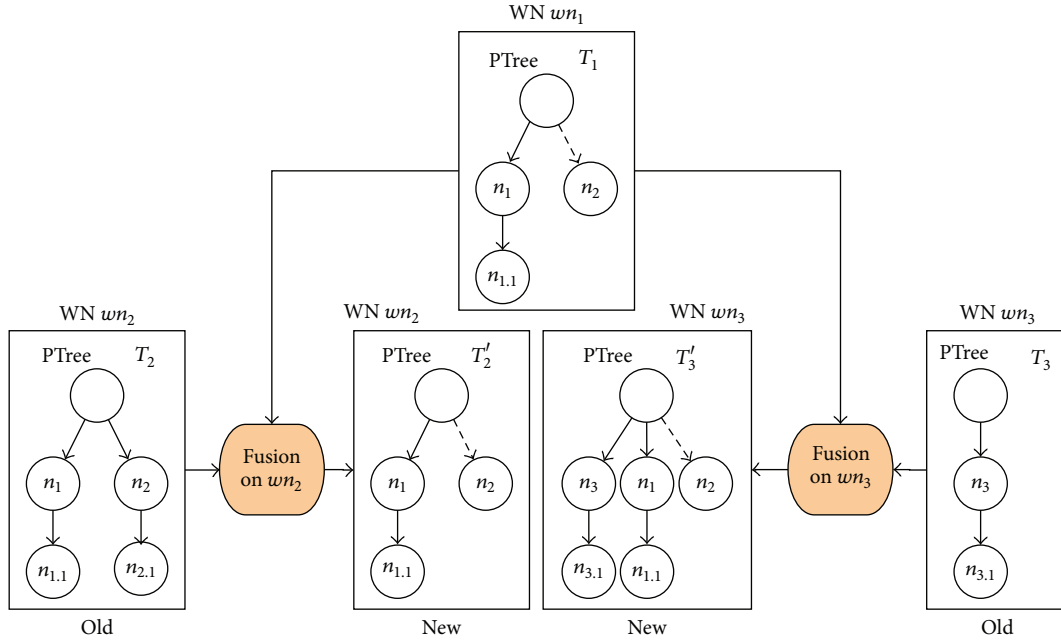 WN wn₁
PTree T₁
n₁ n₂
n₁.₁
WN wn₂
PTree T₂
n₁ n₂
n₁.₁ n₂.₁
Old
Fusion
on wn₂
WN wn₂
PTree T₂′
n₁ n₂
n₁.₁
New
WN wn₃
PTree T₃′
n₃ n₁ n₂
n₃.₁ n₁.₁
New
Fusion
on wn₃
WN wn₃
PTree T₃
n₃
n₃.₁
Old